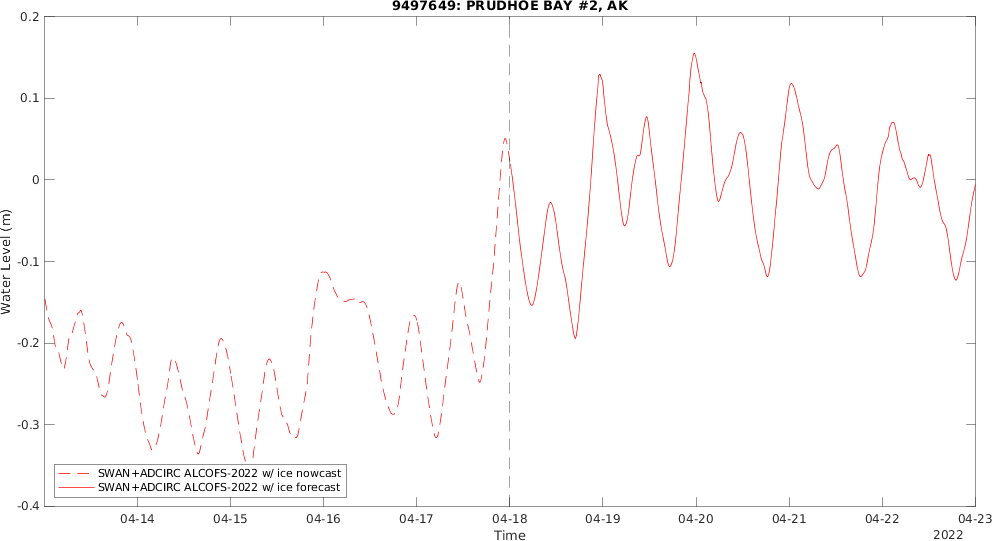 9497649: PRUDHOE BAY #2, AK
0.2
0.1
0
-0.1
-0.2
-0.3
-0.4
Water Level (m)
SWAN+ADCIRC ALCOFS-2022 w/ ice nowcast
SWAN+ADCIRC ALCOFS-2022 w/ ice forecast
04-14 04-15 04-16 04-17 04-18 04-19 04-20 04-21 04-22 04-23
Time
2022